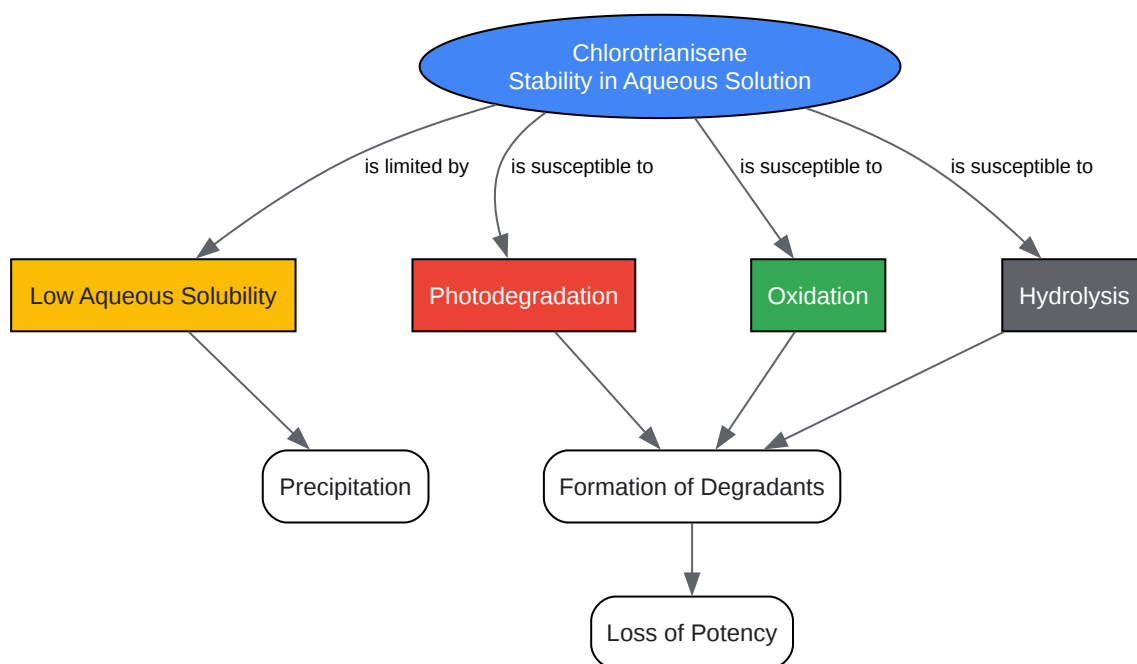 Chlorotrianisene
Stability in Aqueous Solution
is limited by
is susceptible to
is susceptible to
is susceptible to
Low Aqueous Solubility
Photodegradation
Oxidation
Hydrolysis
Precipitation
Formation of Degradants
Loss of Potency